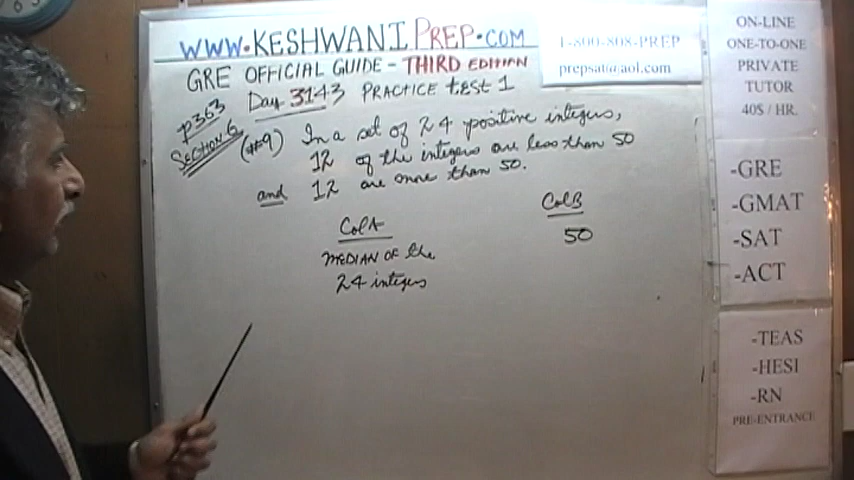 WWW.KESHWANIPREP.COM
1-800-808-PREP
prepsat@aol.com
GRE OFFICIAL GUIDE - THIRD EDITION
Day 3143 PRACTICE tEST 1
p363
SECTION 6
(#9) In a set of 24 positive integers,
12 of the integers are less than 50
and 12 are more than 50.
Col A
MEDIAN OF the
24 integers
Col B
50
ON-LINE
ONE-TO-ONE
PRIVATE
TUTOR
40$ / HR.
-GRE
-GMAT
-SAT
-ACT
-TEAS
-HESI
-RN
PRE-ENTRANCE